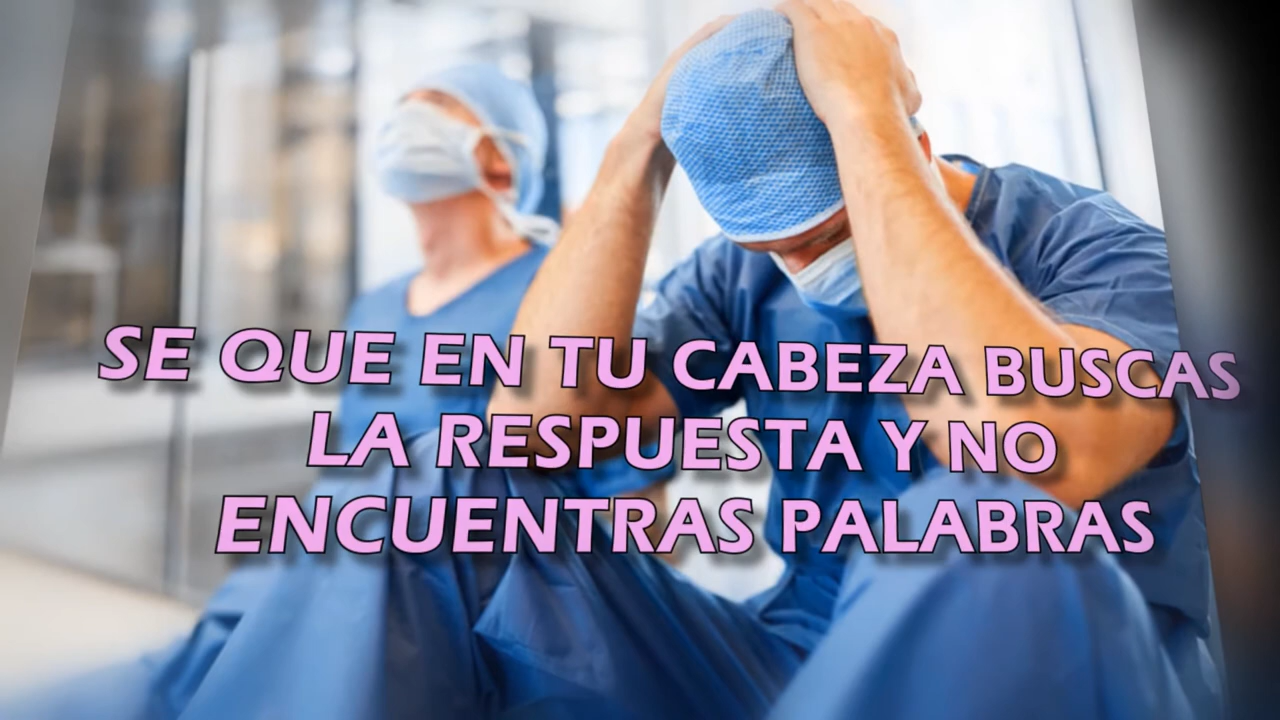 SE QUE EN TU CABEZA BUSCAS
LA RESPUESTA Y NO
ENCUENTRAS PALABRAS